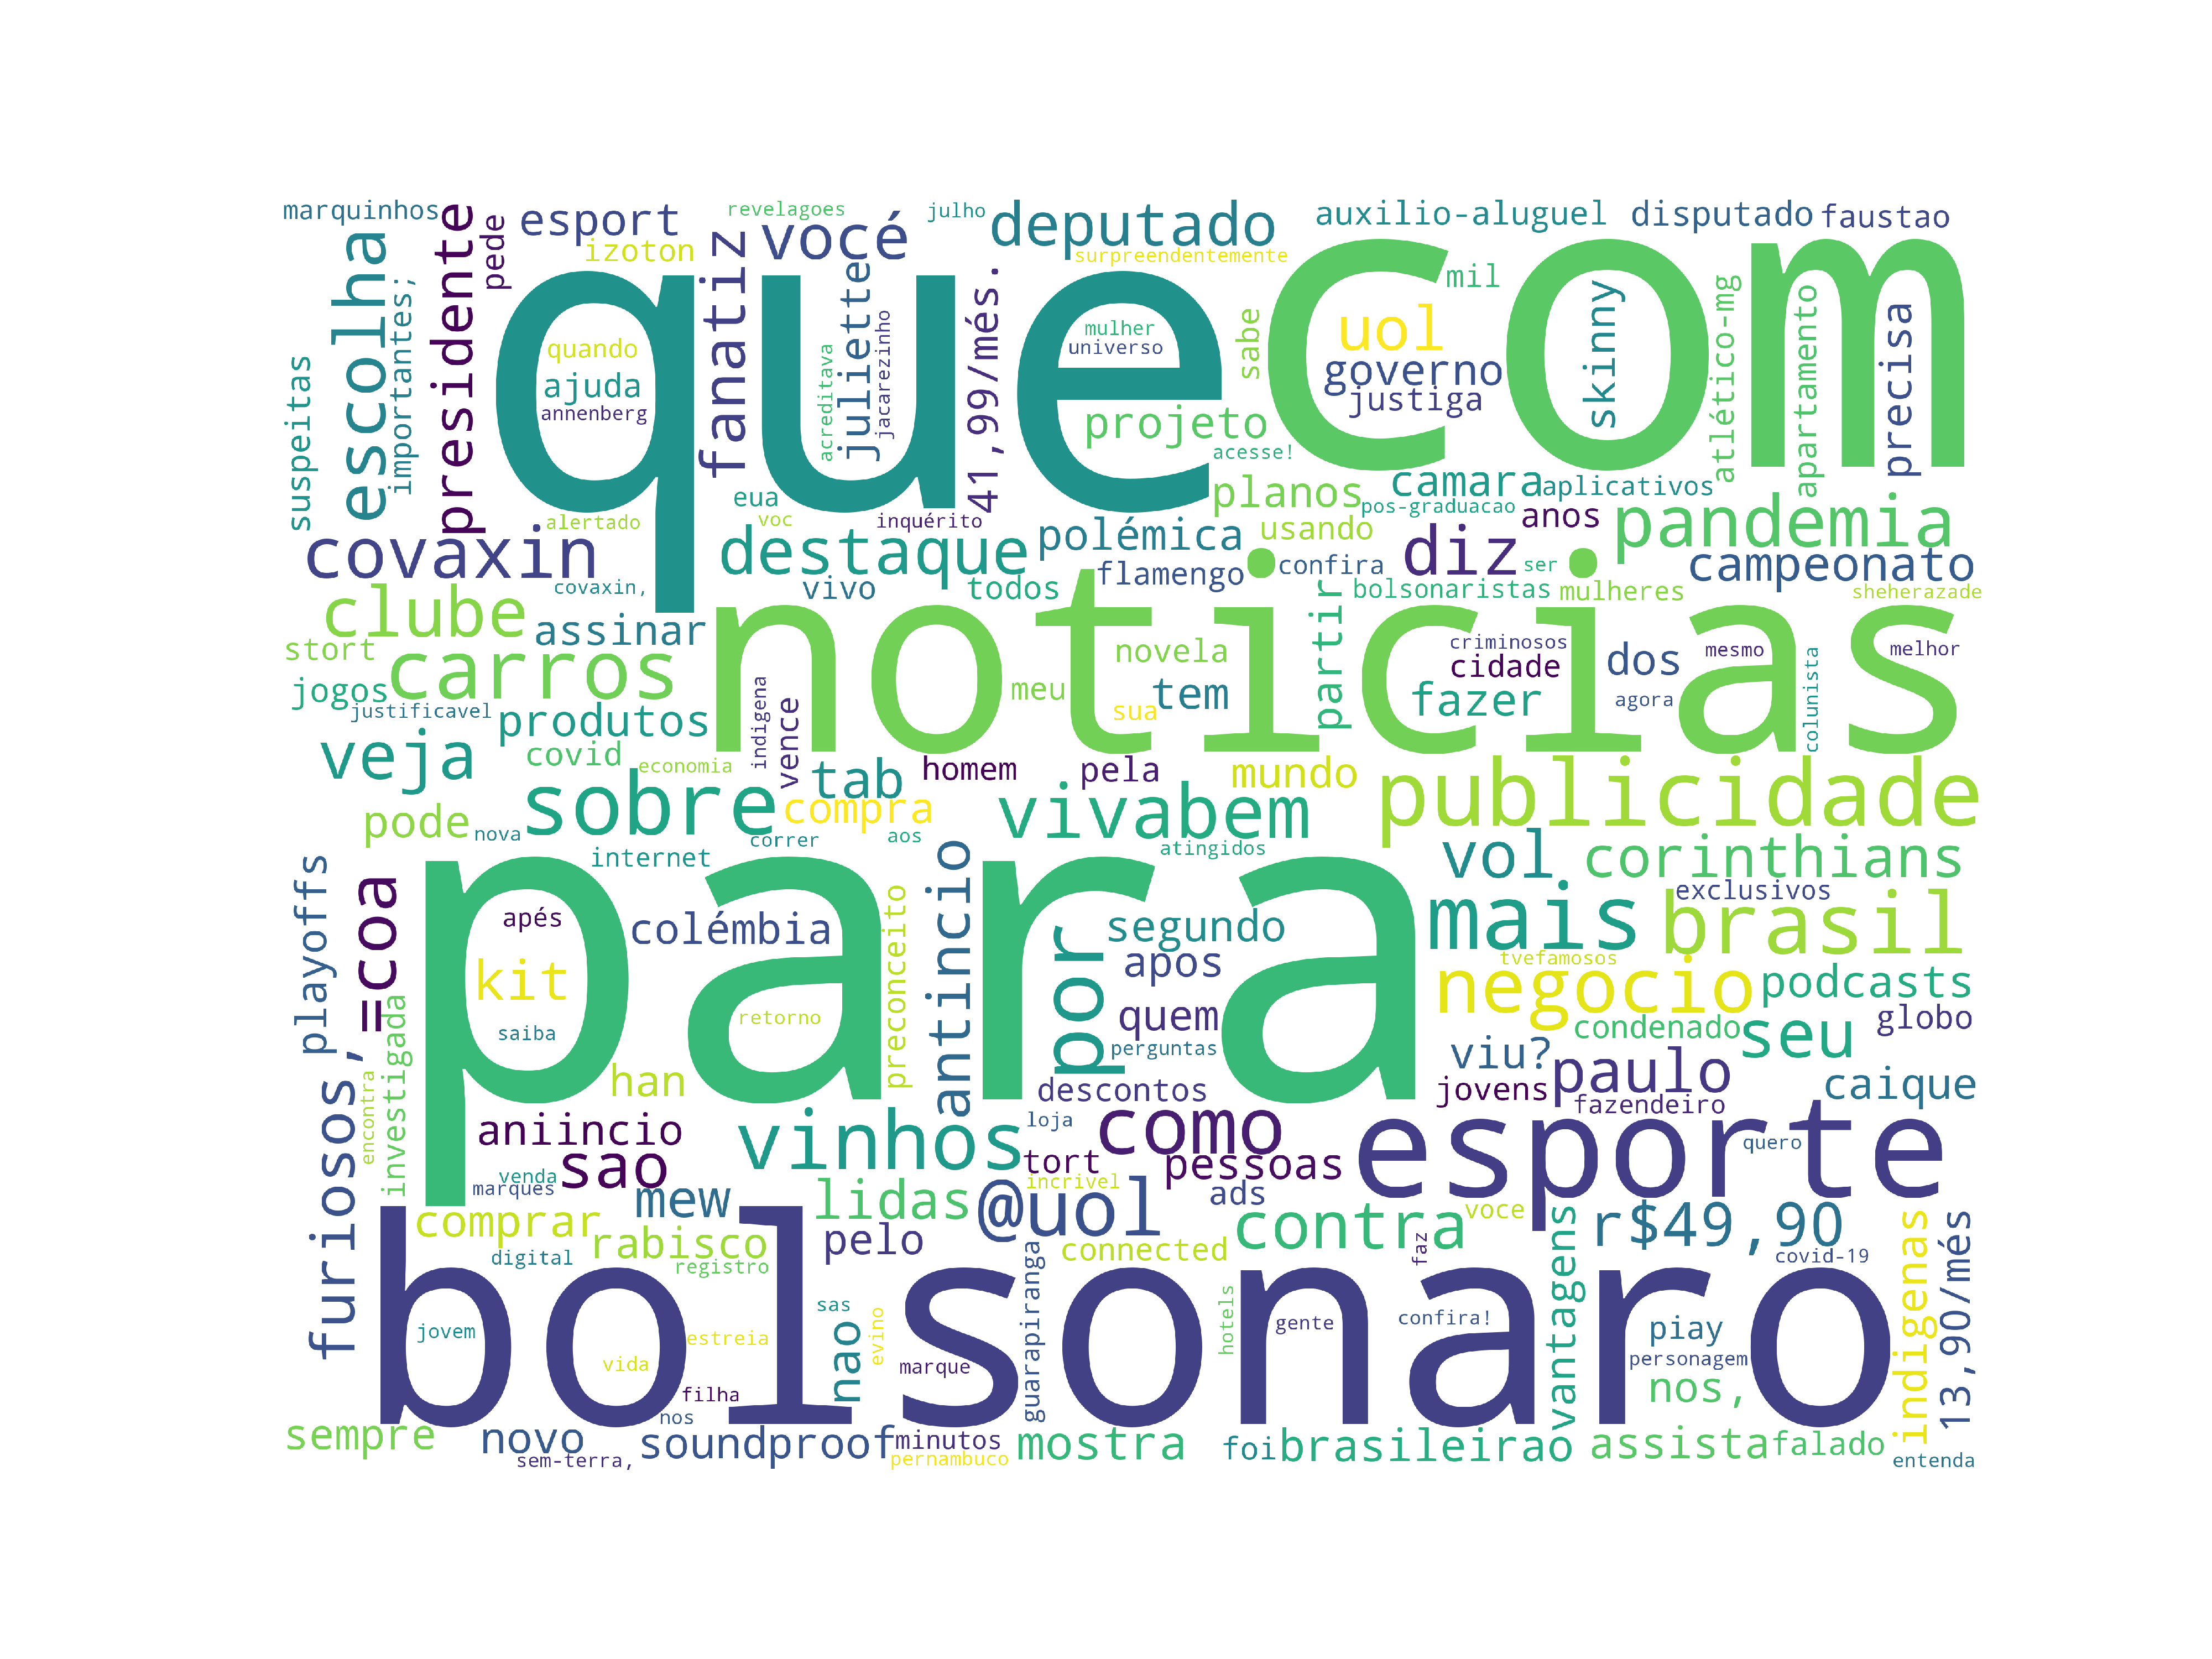 marquinhos
presidente
pede
esport
izoton
revelagoes
vocé
julho
deputado
surpreendentemente
auxilio-aluguel
disputado
faustao
escolha
importantes;
suspeitas
que
com
quando
ajuda
annenberg
fanatiz
acreditava
juliette
jacarezinho
41,99/més.
mulher
universo
projeto
acesse!
sabe
mil
uol
governo
justiga
skinny
atlético-mg
apartamento
precisa
planos
camara
aplicativos
pos-graduacao
anos
pandemia
eua
voc
inquérito
alertado
covaxin
destaque
polémica
usando
confira
diz
ser
campeonato
covaxin,
vivo
todos
flamengo
bolsonaristas
mulheres
sheherazade
clube
assinar
noticias
stort
carros
jogos
justificavel
produtos
indigena
vence
novela
meu
sua
tem
partir
criminosos
cidade
fazer
dos
agora
mesmo
colunista
melhor
veja
covid
economia
tab
homem
pela
mundo
publicidade
sobre
compra
vivabem
pode
nova
correr
aos
internet
atingidos
vol
corinthians
para
playoffs
=coa
apés
colémbia
kit
saiba
retorno
preconceito
antincio
por
segundo
apos
quem
perguntas
mais
exclusivos
brasil
tvefamosos
negocio
podcasts
condenado
seu
globo
viu?
paulo
jovens
fazendeiro
caique
furiosos,
encontra
investigada
han
descontos
aniincio
sao
venda
marques
vinhos
loja
como
tort
pessoas
incrivel
esporte
quero
mew
lidas
@uol
ads
comprar
rabisco
pelo
connected
contra
voce
r$49,90
covid-19
digital
registro
guarapiranga
faz
vantagens
indigenas
13,90/més
bolsonaro
jovem
vida
estreia
sas
nao
evino
marque
hotels
gente
confira!
piay
personagem
nos,
filha
nos
sempre
novo
sem-terra,
soundproof
minutos
pernambuco
mostra
foi
brasileirao
assista
falado
entenda